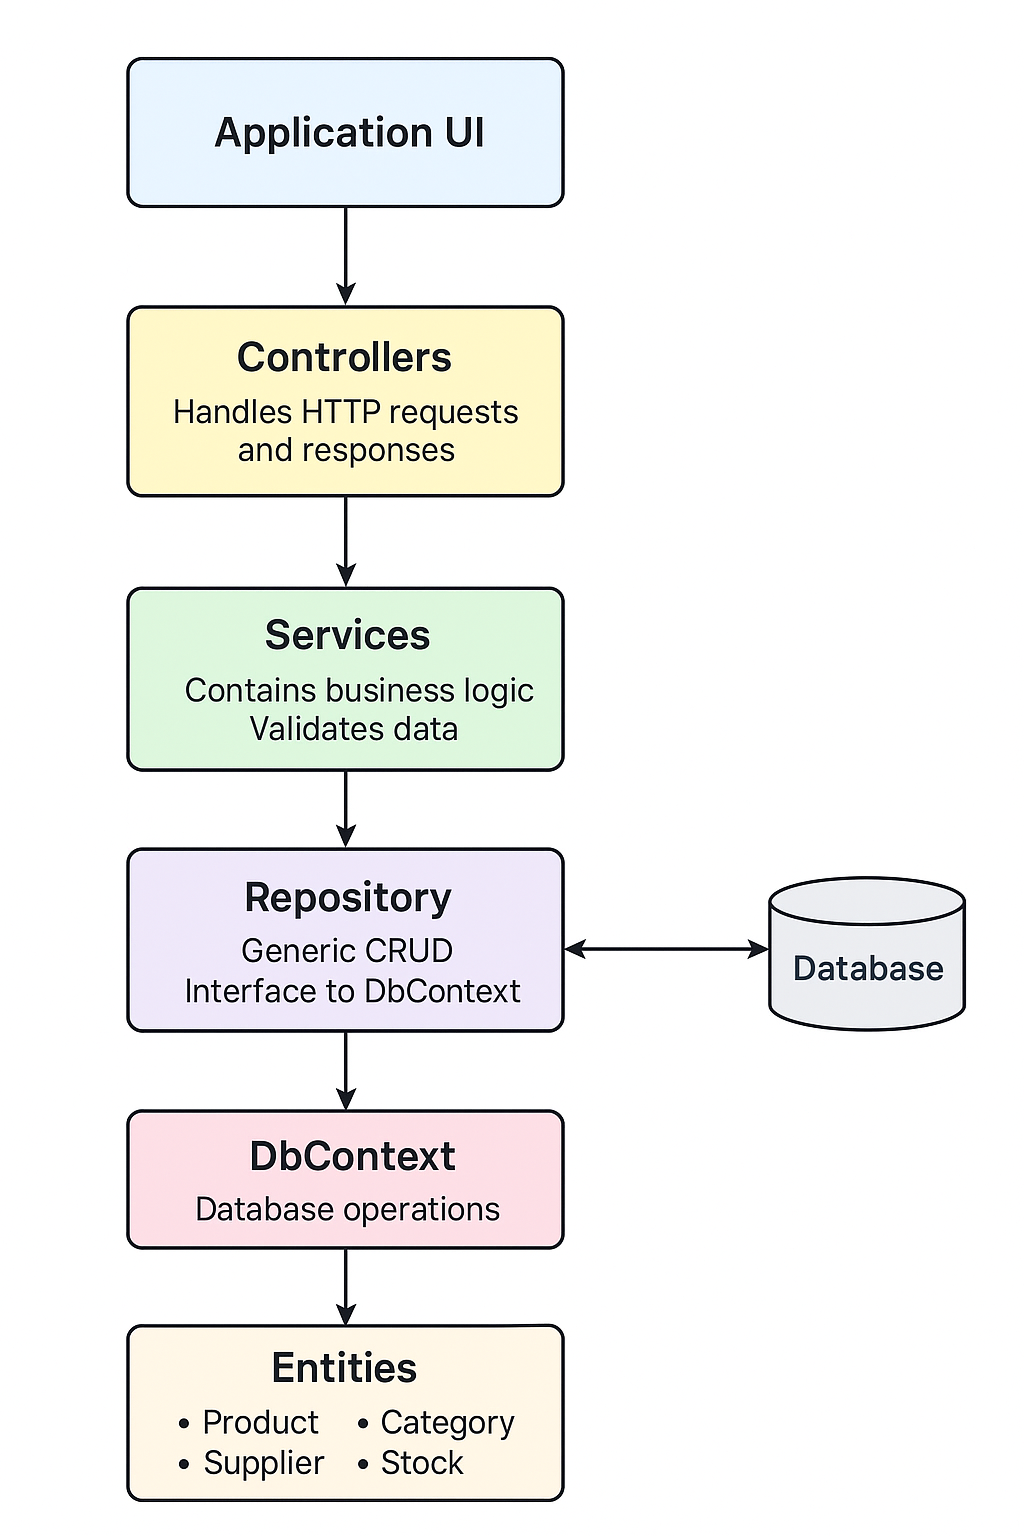 Application UI
Controllers
Handles HTTP requests
and responses
Services
Contains business logic
Validates data
Repository
Generic CRUD
Interface to DbContext
Database
DbContext
Database operations
Entities
• Product • Category
• Supplier • Stock